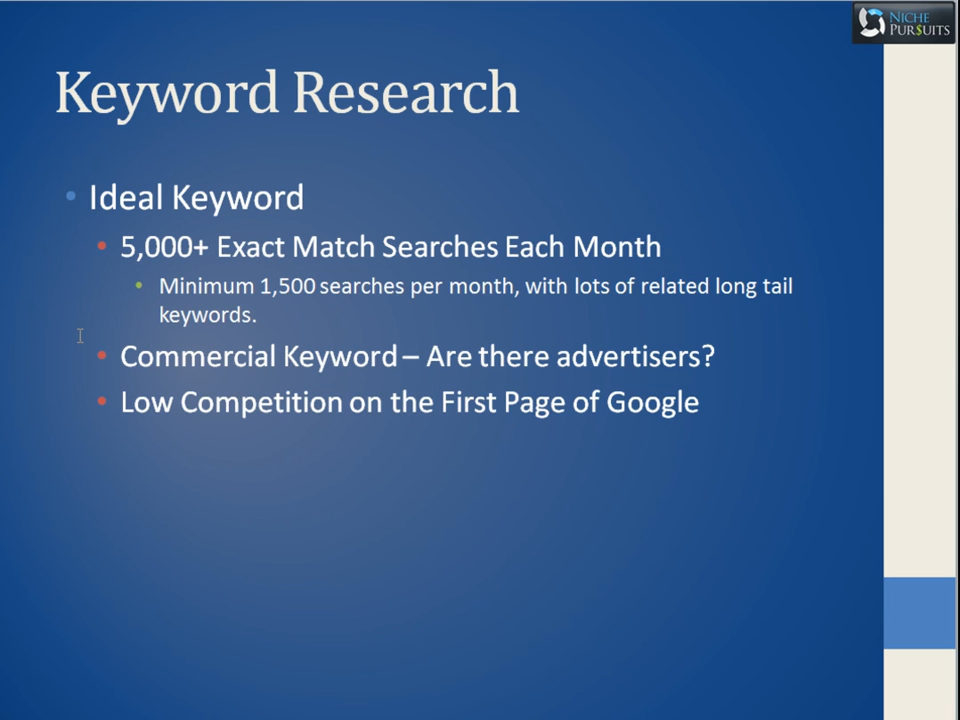 NICHE
PUR$UITS
Keyword Research
• Ideal Keyword
• 5,000+ Exact Match Searches Each Month
• Minimum 1,500 searches per month, with lots of related long tail
keywords.
• Commercial Keyword – Are there advertisers?
• Low Competition on the First Page of Google